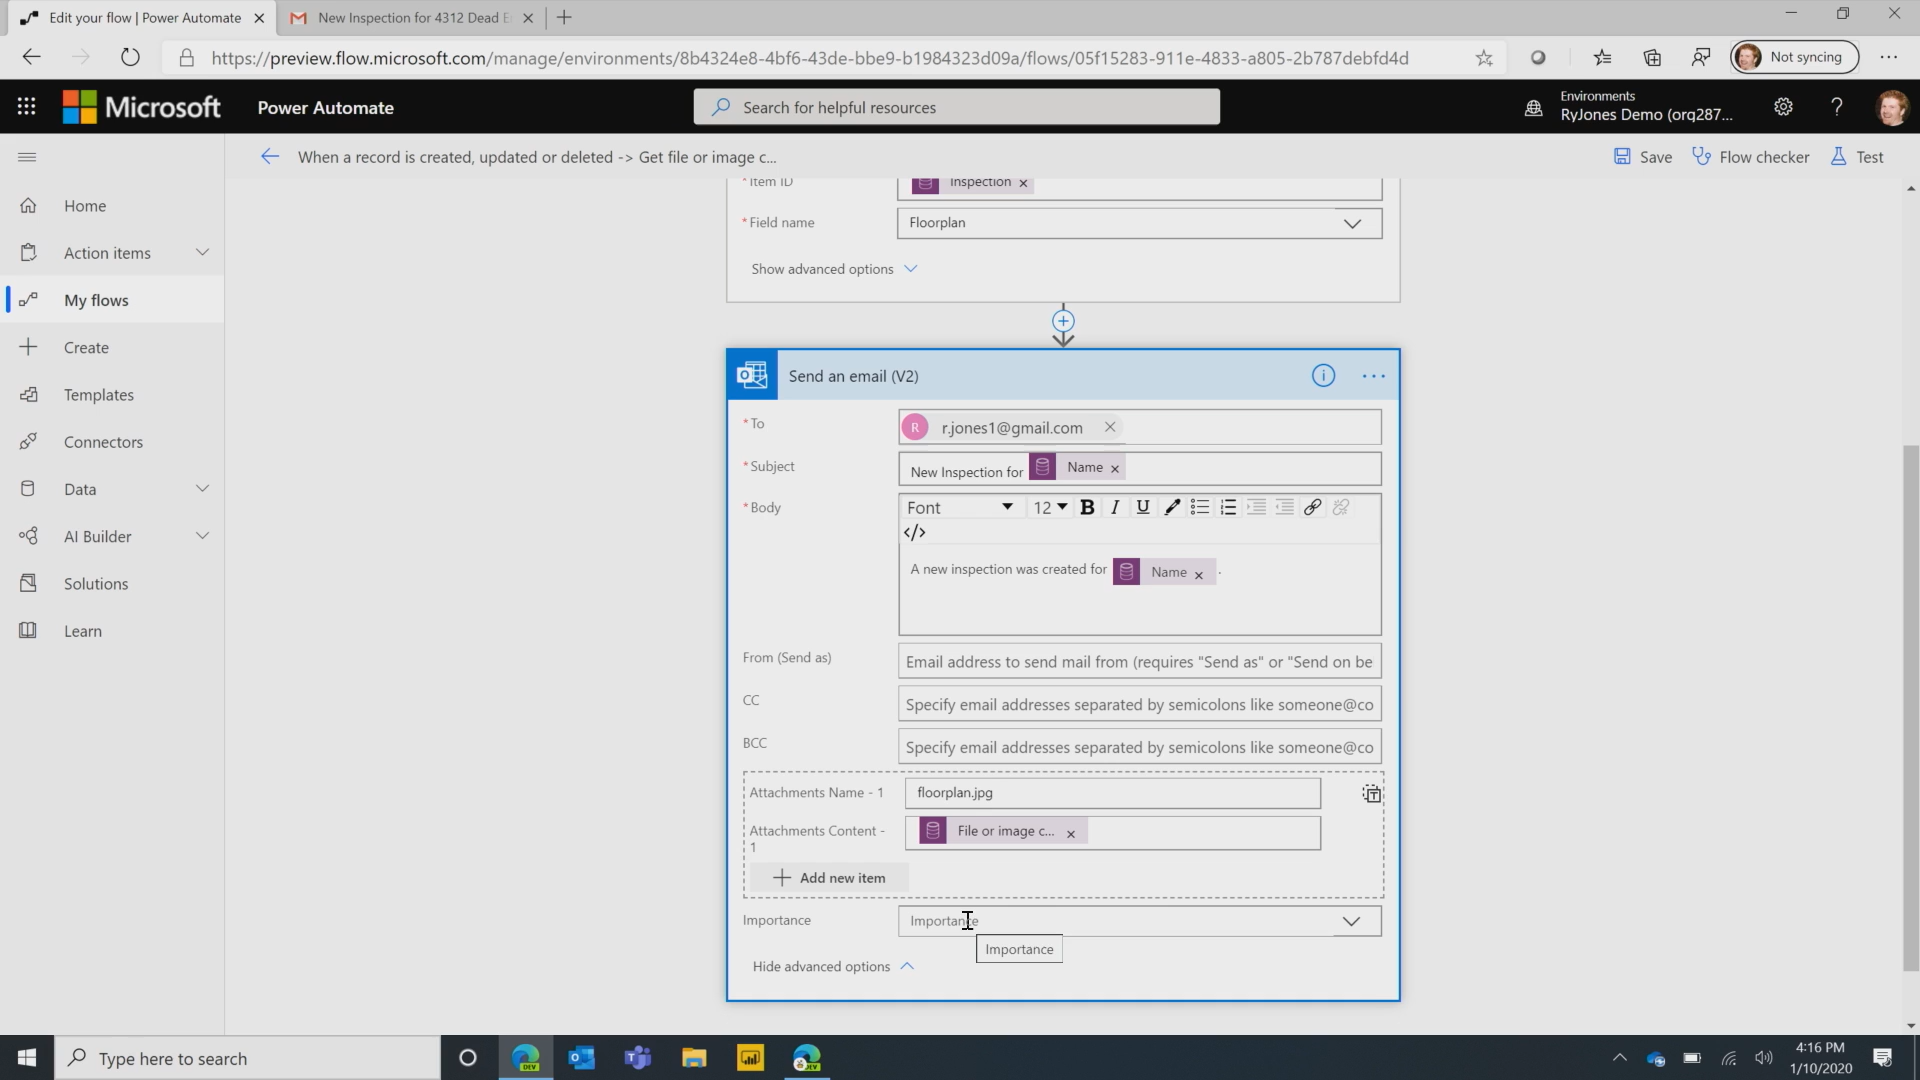 Edit your flow | Power Automate
New Inspection for 4312 Dead E
https://preview.flow.microsoft.com/manage/environments/8b4324e8-4bf6-43de-bbe9-b1984323d09a/flows/05f15283-911e-4833-a805-2b787debfd4d
Not syncing
Microsoft
Power Automate
Search for helpful resources
Environments
RyJones Demo (org287...
?
When a record is created, updated or deleted -> Get file or image c...
Save
Flow checker
Test
Home
Action items
My flows
Create
Templates
Connectors
Data
AI Builder
Solutions
Learn
*Item ID
Inspection
*Field name
Floorplan
Show advanced options
Send an email (V2)
*To
R r.jones1@gmail.com
*Subject
New Inspection for Name
*Body
Font 12 B I U
</>
A new inspection was created for Name .
From (Send as)
Email address to send mail from (requires "Send as" or "Send on be
CC
Specify email addresses separated by semicolons like someone@co
BCC
Specify email addresses separated by semicolons like someone@co
Attachments Name - 1
floorplan.jpg
Attachments Content -
1
File or image c...
Add new item
Importance
Importance
Importance
Hide advanced options
Type here to search
4:16 PM
1/10/2020